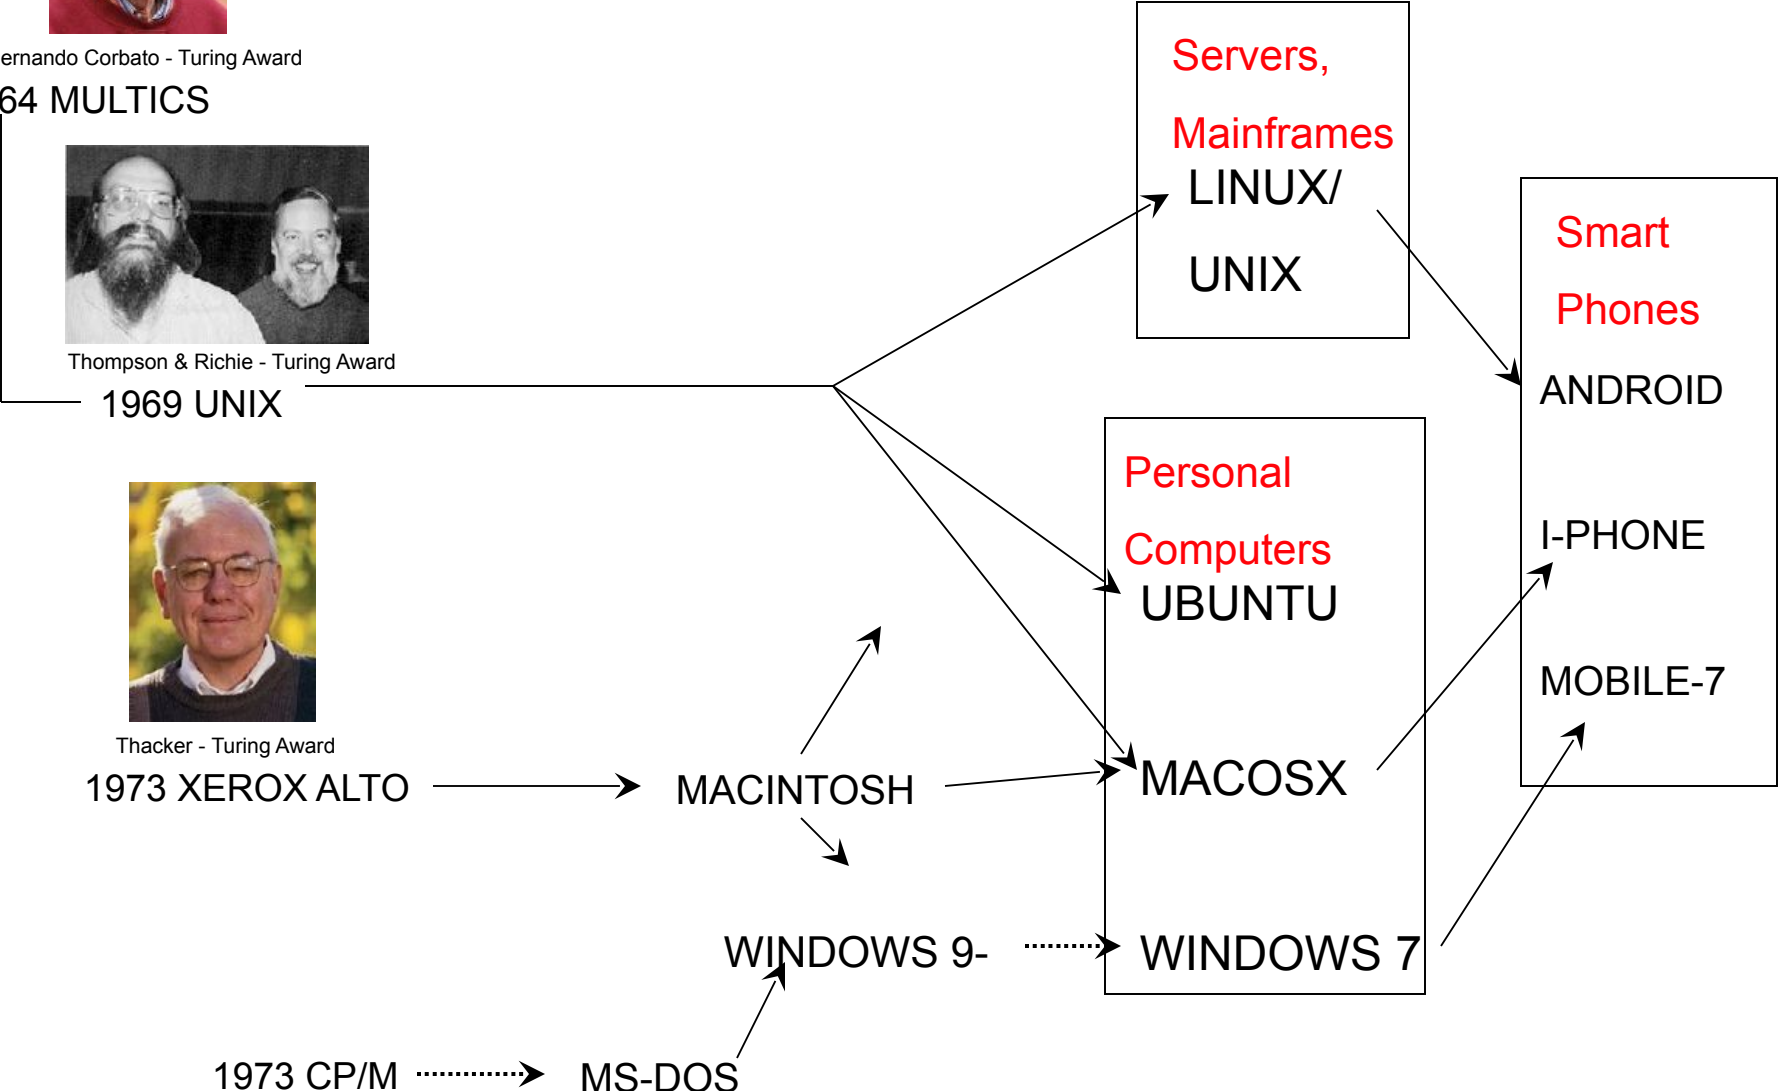 ernando Corbato - Turing Award
64 MULTICS
Thompson & Richie - Turing Award
1969 UNIX
Thacker - Turing Award
1973 XEROX ALTO
MACINTOSH
WINDOWS 9-
1973 CP/M
MS-DOS
Servers,
Mainframes
LINUX/
UNIX
Personal
Computers
UBUNTU
MACOSX
WINDOWS 7
Smart
Phones
ANDROID
I-PHONE
MOBILE-7